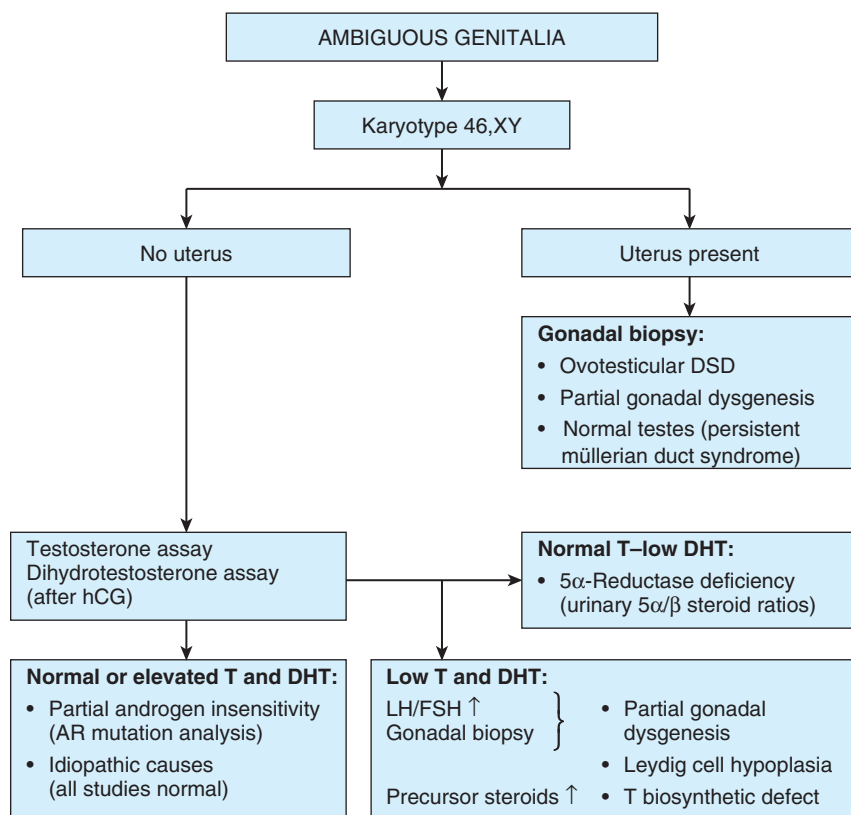 AMBIGUOUS GENITALIA
Karyotype 46,XY
No uterus
Uterus present
Gonadal biopsy:
• Ovotesticular DSD
• Partial gonadal dysgenesis
• Normal testes (persistent
müllerian duct syndrome)
Testosterone assay
Dihydrotestosterone assay
(after hCG)
Normal T–low DHT:
• 5α-Reductase deficiency
(urinary 5α/β steroid ratios)
Normal or elevated T and DHT:
• Partial androgen insensitivity
(AR mutation analysis)
• Idiopathic causes
(all studies normal)
Low T and DHT:
LH/FSH ↑
Gonadal biopsy
• Partial gonadal
dysgenesis
• Leydig cell hypoplasia
Precursor steroids ↑
• T biosynthetic defect